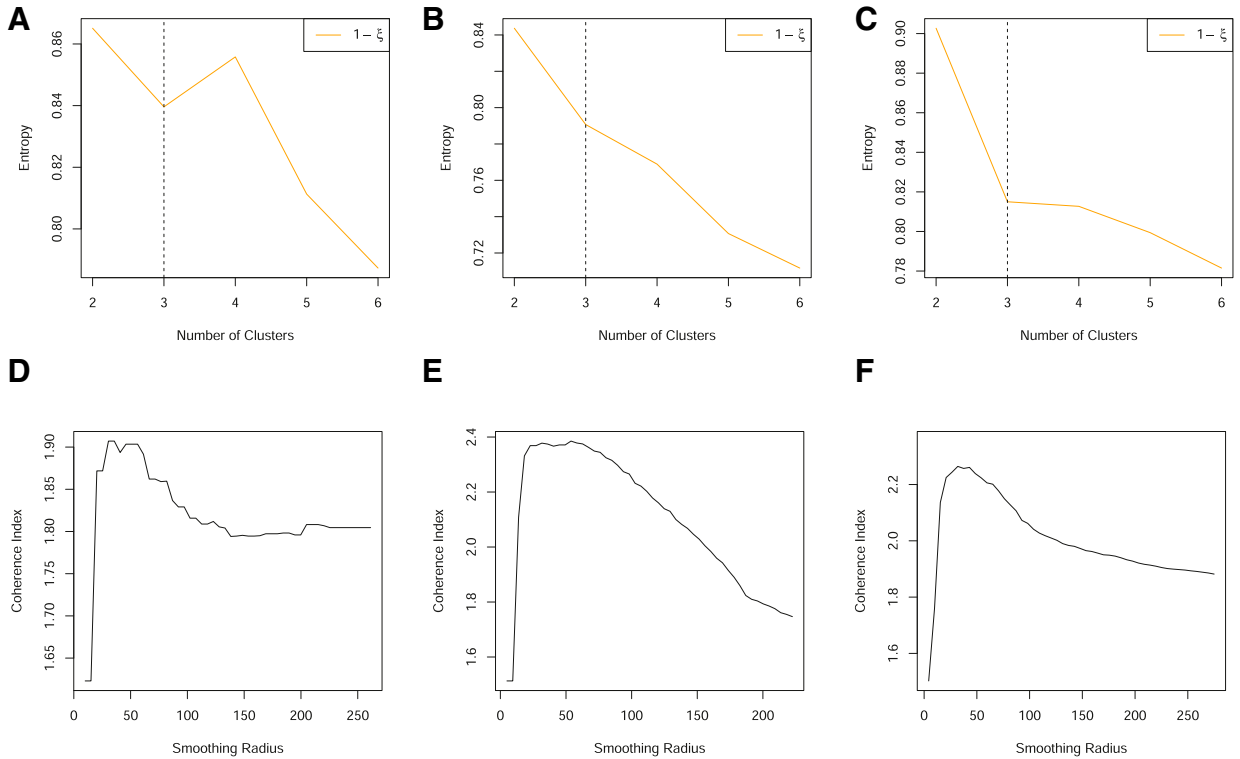 A
B
C
1 − ξ
1 − ξ
1 − ξ
Entropy
0.86
0.84
0.82
0.80
2 3 4 5 6
Number of Clusters
Entropy
0.84
0.80
0.76
0.72
2 3 4 5 6
Number of Clusters
Entropy
0.90
0.88
0.86
0.84
0.82
0.80
0.78
2 3 4 5 6
Number of Clusters
D
E
F
Coherence Index
1.90
1.85
1.80
1.75
1.70
1.65
0 50 100 150 200 250
Smoothing Radius
Coherence Index
2.4
2.2
2.0
1.8
1.6
0 50 100 150 200
Smoothing Radius
Coherence Index
2.2
2.0
1.8
1.6
0 50 100 150 200 250
Smoothing Radius